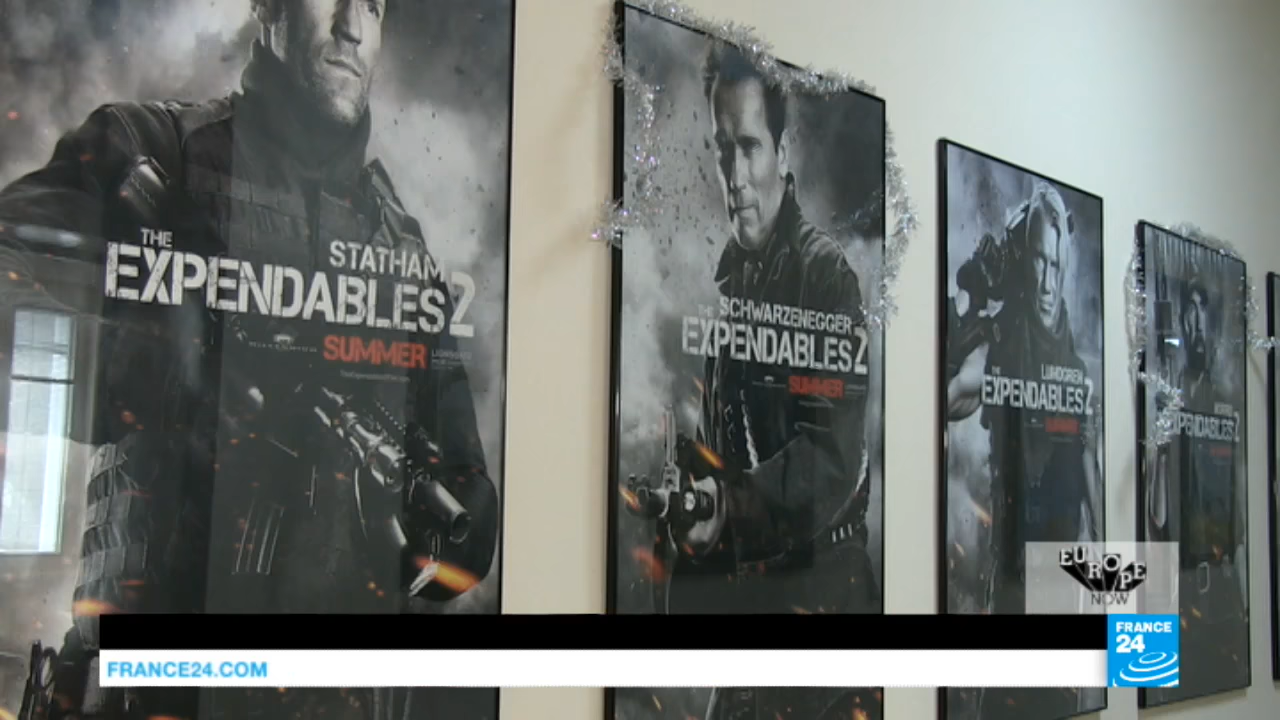 STATHAM
THE
EXPENDABLES 2
SUMMER
SCHWARZENEGGER
THE
EXPENDABLES 2
SUMMER
LUNDGREN
THE
EXPENDABLES 2
SUMMER
EXPENDABLES 2
EUROPE
NOW
FRANCE
24
FRANCE24.COM